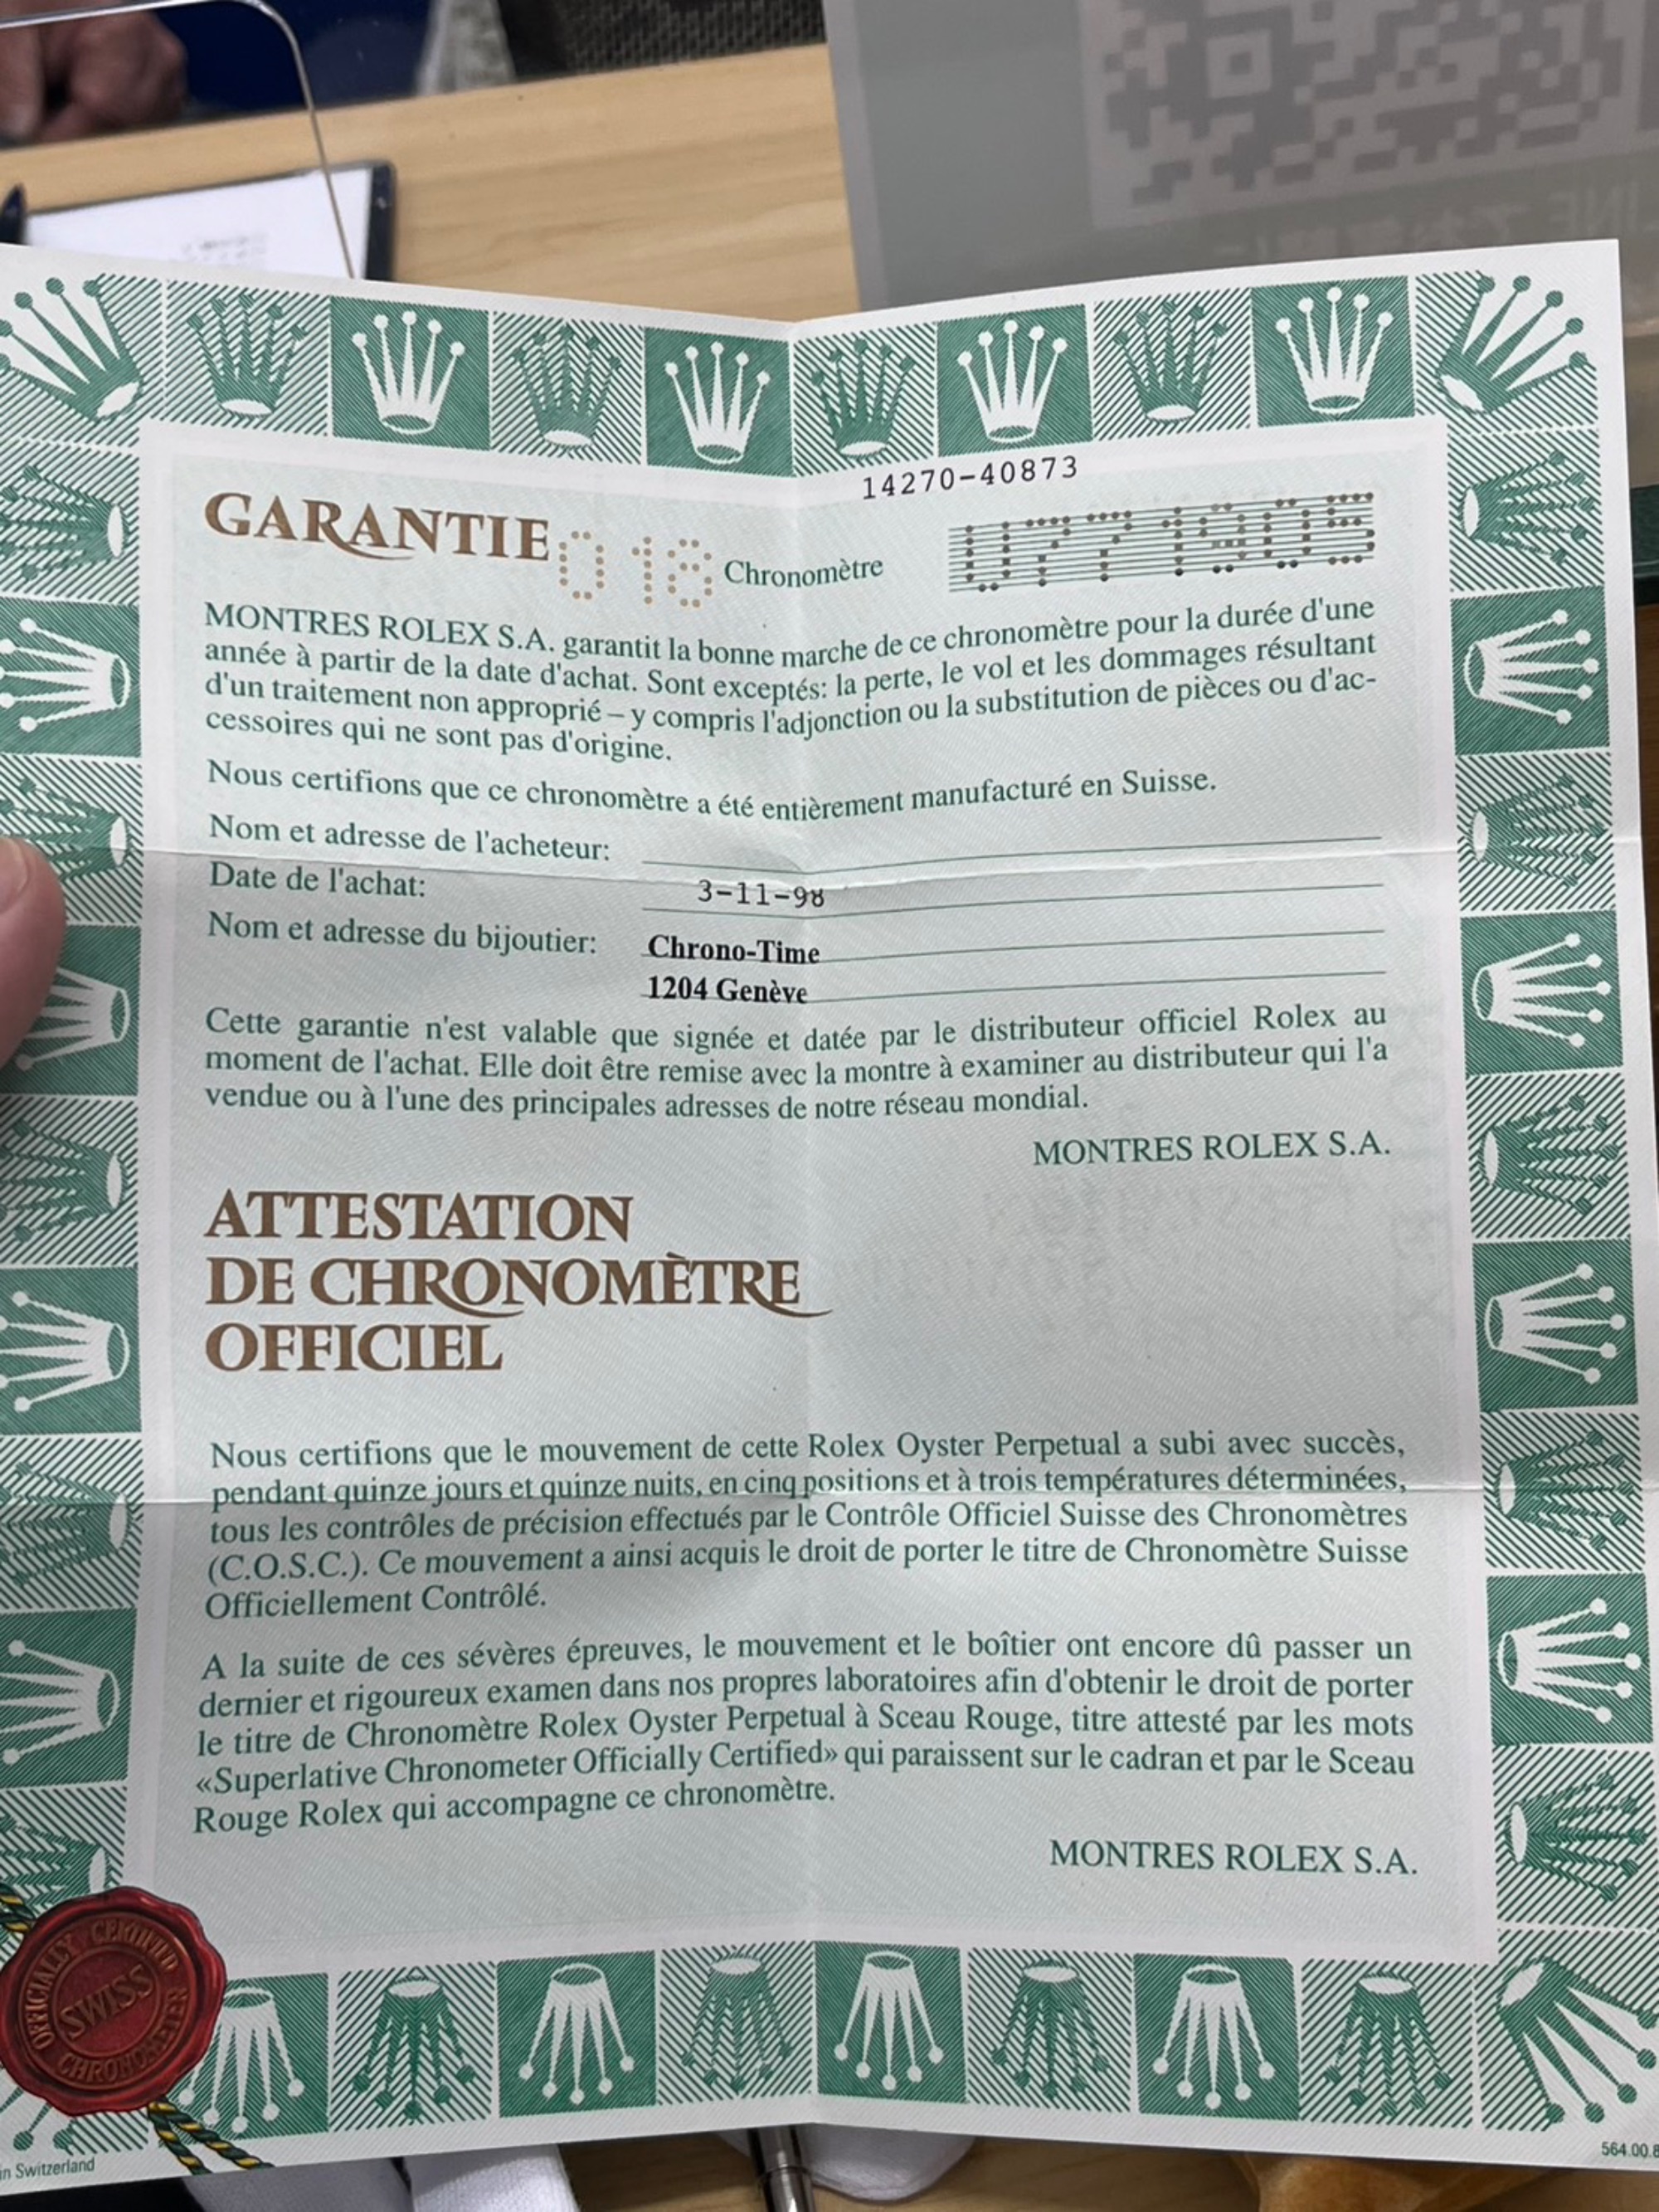 14270-40873
GARANTIE 018 Chronomètre U771905
MONTRES ROLEX S.A. garantit la bonne marche de ce chronomètre pour la durée d'une
année à partir de la date d'achat. Sont exceptés: la perte, le vol et les dommages résultant
d'un traitement non approprié – y compris l'adjonction ou la substitution de pièces ou d'ac-
cessoires qui ne sont pas d'origine.
Nous certifions que ce chronomètre a été entièrement manufacturé en Suisse.
Nom et adresse de l'acheteur:
Date de l'achat: 3-11-98
Nom et adresse du bijoutier: Chrono-Time
1204 Genève
Cette garantie n'est valable que signée et datée par le distributeur officiel Rolex au
moment de l'achat. Elle doit être remise avec la montre à examiner au distributeur qui l'a
vendue ou à l'une des principales adresses de notre réseau mondial.
MONTRES ROLEX S.A.
ATTESTATION
DE CHRONOMÈTRE
OFFICIEL
Nous certifions que le mouvement de cette Rolex Oyster Perpetual a subi avec succès,
pendant quinze jours et quinze nuits, en cinq positions et à trois températures déterminées,
tous les contrôles de précision effectués par le Contrôle Officiel Suisse des Chronomètres
(C.O.S.C.). Ce mouvement a ainsi acquis le droit de porter le titre de Chronomètre Suisse
Officiellement Contrôlé.
A la suite de ces sévères épreuves, le mouvement et le boîtier ont encore dû passer un
dernier et rigoureux examen dans nos propres laboratoires afin d'obtenir le droit de porter
le titre de Chronomètre Rolex Oyster Perpetual à Sceau Rouge, titre attesté par les mots
«Superlative Chronometer Officially Certified» qui paraissent sur le cadran et par le Sceau
Rouge Rolex qui accompagne ce chronomètre.
MONTRES ROLEX S.A.
OFFICIALLY CERTIFIED
SWISS
CHRONOMETER
in Switzerland
564.00.8